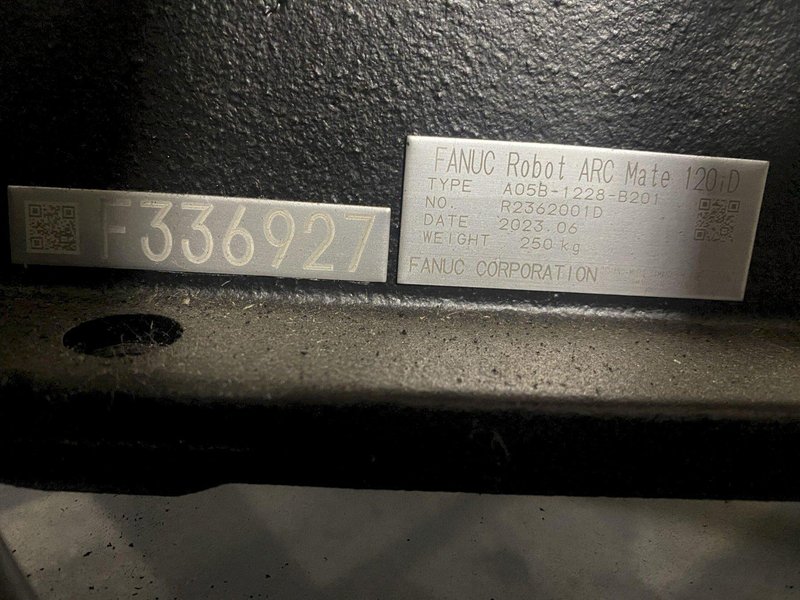 F336927
FANUC Robot ARC Mate 120iD
TYPE A05B-1228-B201
NO. R2362001D
DATE 2023.06
WEIGHT 250kg
FANUC CORPORATION